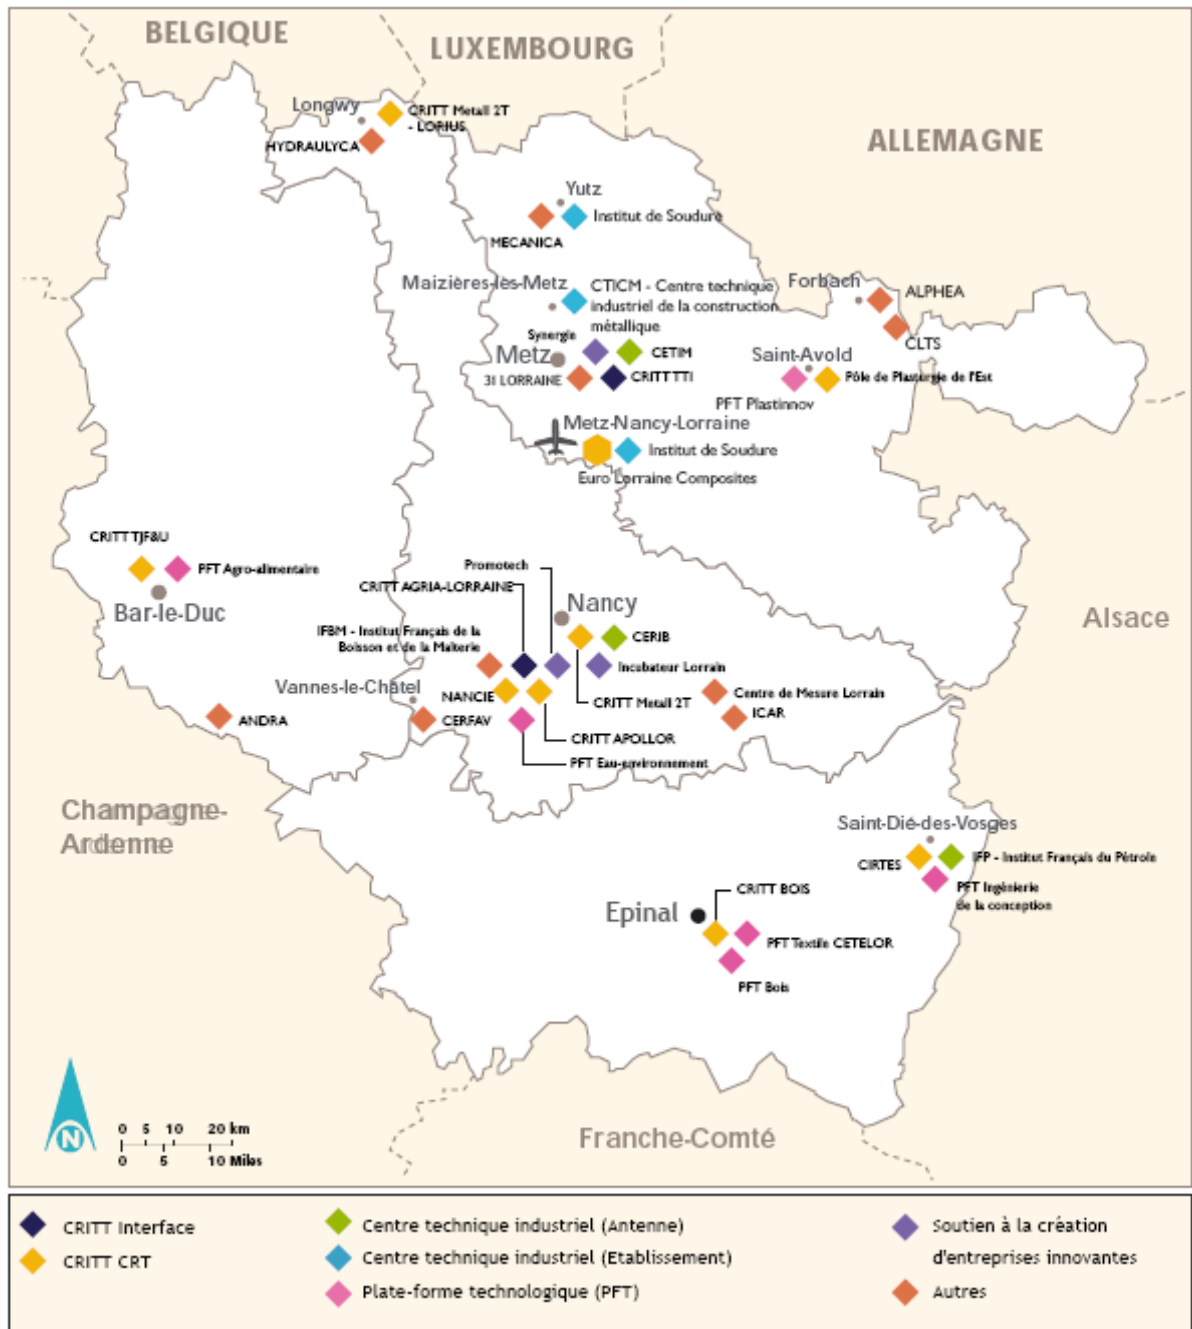 BELGIQUE
LUXEMBOURG
ALLEMAGNE
Longwy
CRITT Metall 2T
- LORIUS
HYDRAULYCA
Yutz
Institut de Soudure
MECANICA
Maizières-lès-Metz
CTICM - Centre technique
industriel de la construction
métallique
Forbach
ALPHEA
CLTS
Synergie
Metz
CETIM
3I LORRAINE
CRITT TTI
Saint-Avold
Pôle de Plasturgie de l'Est
PFT Plastinnov
Metz-Nancy-Lorraine
Institut de Soudure
Euro Lorraine Composites
CRITT TJF&U
PFT Agro-alimentaire
Bar-le-Duc
Promotech
CRITT AGRIA-LORRAINE
Nancy
Alsace
IFBM - Institut Français de la
Boisson et de la Malterie
CERIB
Incubateur Lorrain
Vannes-le-Châtel
NANCIE
CRITT Metall 2T
Centre de Mesure Lorrain
ICAR
ANDRA
CERFAV
CRITT APOLLOR
PFT Eau-environnement
Champagne-
Ardenne
Saint-Dié-des-Vosges
CIRTES
IFP - Institut Français du Pétrole
PFT Ingénierie
de la conception
CRITT BOIS
Epinal
PFT Textile CETELOR
PFT Bois
N
0 5 10 20 km
0 5 10 Miles
Franche-Comté
CRITT Interface
CRITT CRT
Centre technique industriel (Antenne)
Centre technique industriel (Etablissement)
Plate-forme technologique (PFT)
Soutien à la création
d'entreprises innovantes
Autres